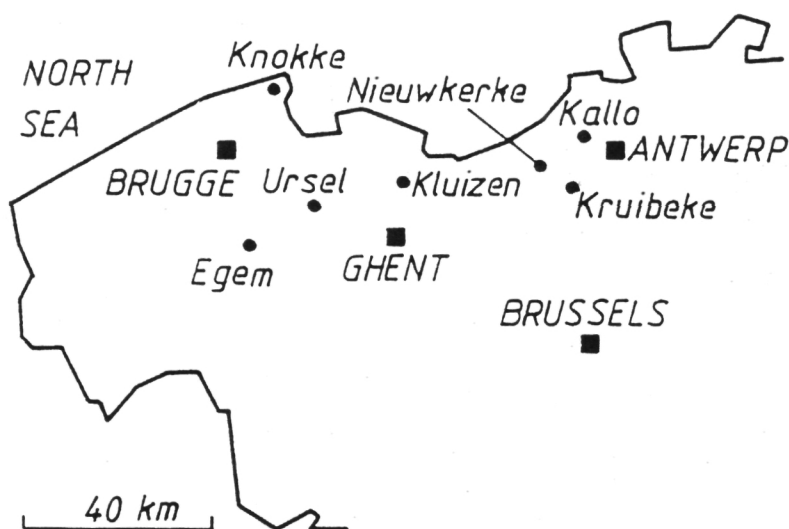 Knokke
NORTH
SEA
Nieuwkerke
Kallo
ANTWERP
BRUGGE
Ursel
Kluizen
Kruibeke
Egem
GHENT
BRUSSELS
40 km